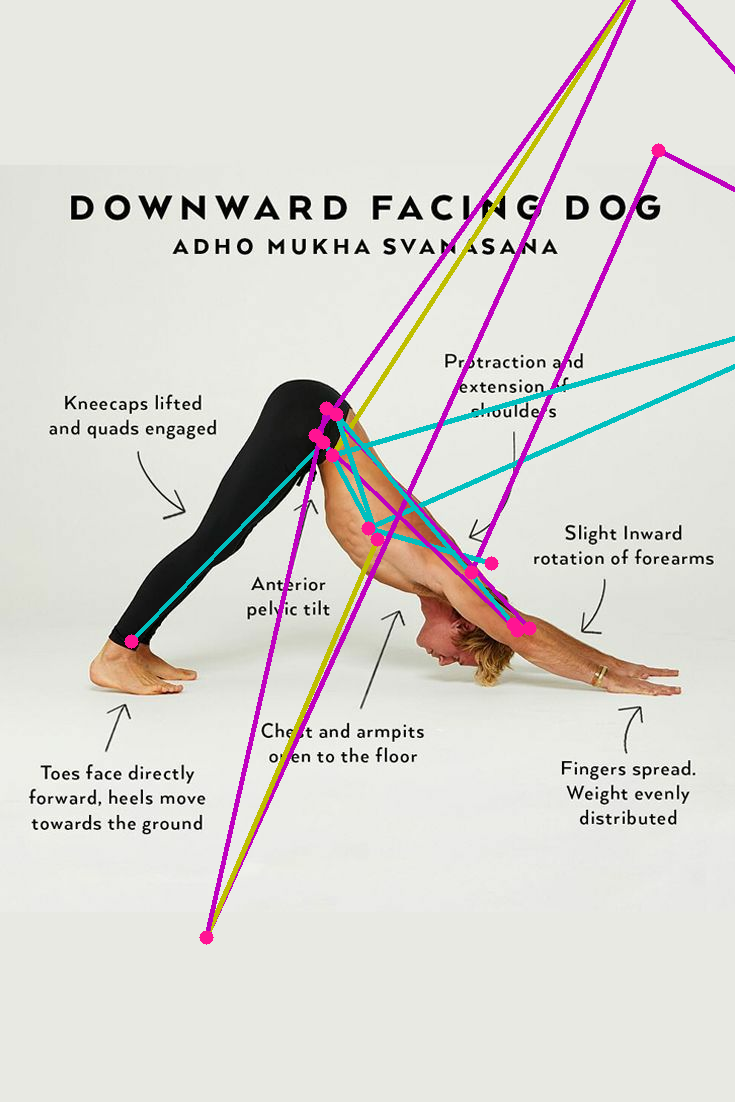 DOWNWARD FACING DOG
ADHO MUKHA SVANASANA
Protraction and
extension of
shoulders
Kneecaps lifted
and quads engaged
Slight Inward
rotation of forearms
Anterior
pelvic tilt
Chest and armpits
open to the floor
Toes face directly
forward, heels move
towards the ground
Fingers spread.
Weight evenly
distributed